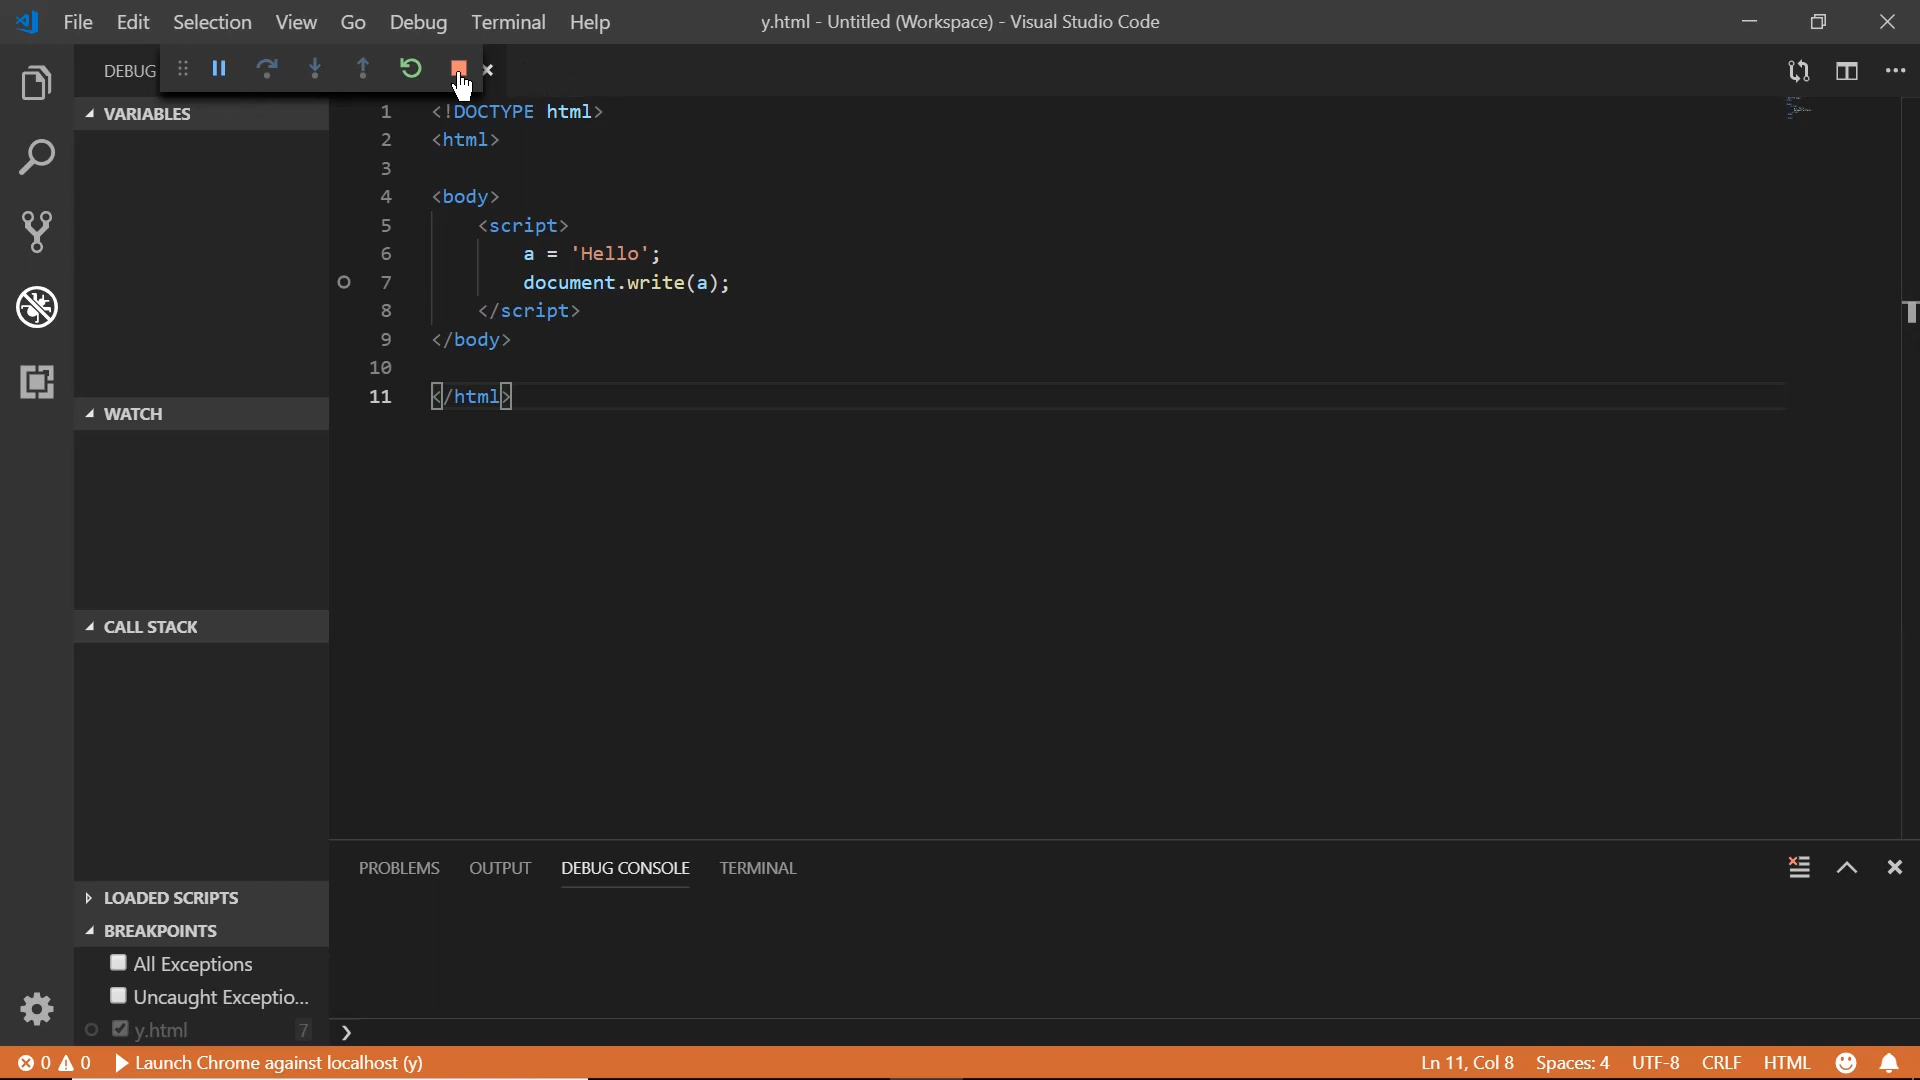 File Edit Selection View Go Debug Terminal Help
y.html - Untitled (Workspace) - Visual Studio Code
DEBUG
VARIABLES
WATCH
CALL STACK
LOADED SCRIPTS
BREAKPOINTS
All Exceptions
Uncaught Exceptio...
y.html 7
1 <!DOCTYPE html>
2 <html>
3
4 <body>
5 <script>
6 a = 'Hello';
7 document.write(a);
8 </script>
9 </body>
10
11 </html>
PROBLEMS OUTPUT DEBUG CONSOLE TERMINAL
0 0 Launch Chrome against localhost (y)
Ln 11, Col 8 Spaces: 4 UTF-8 CRLF HTML